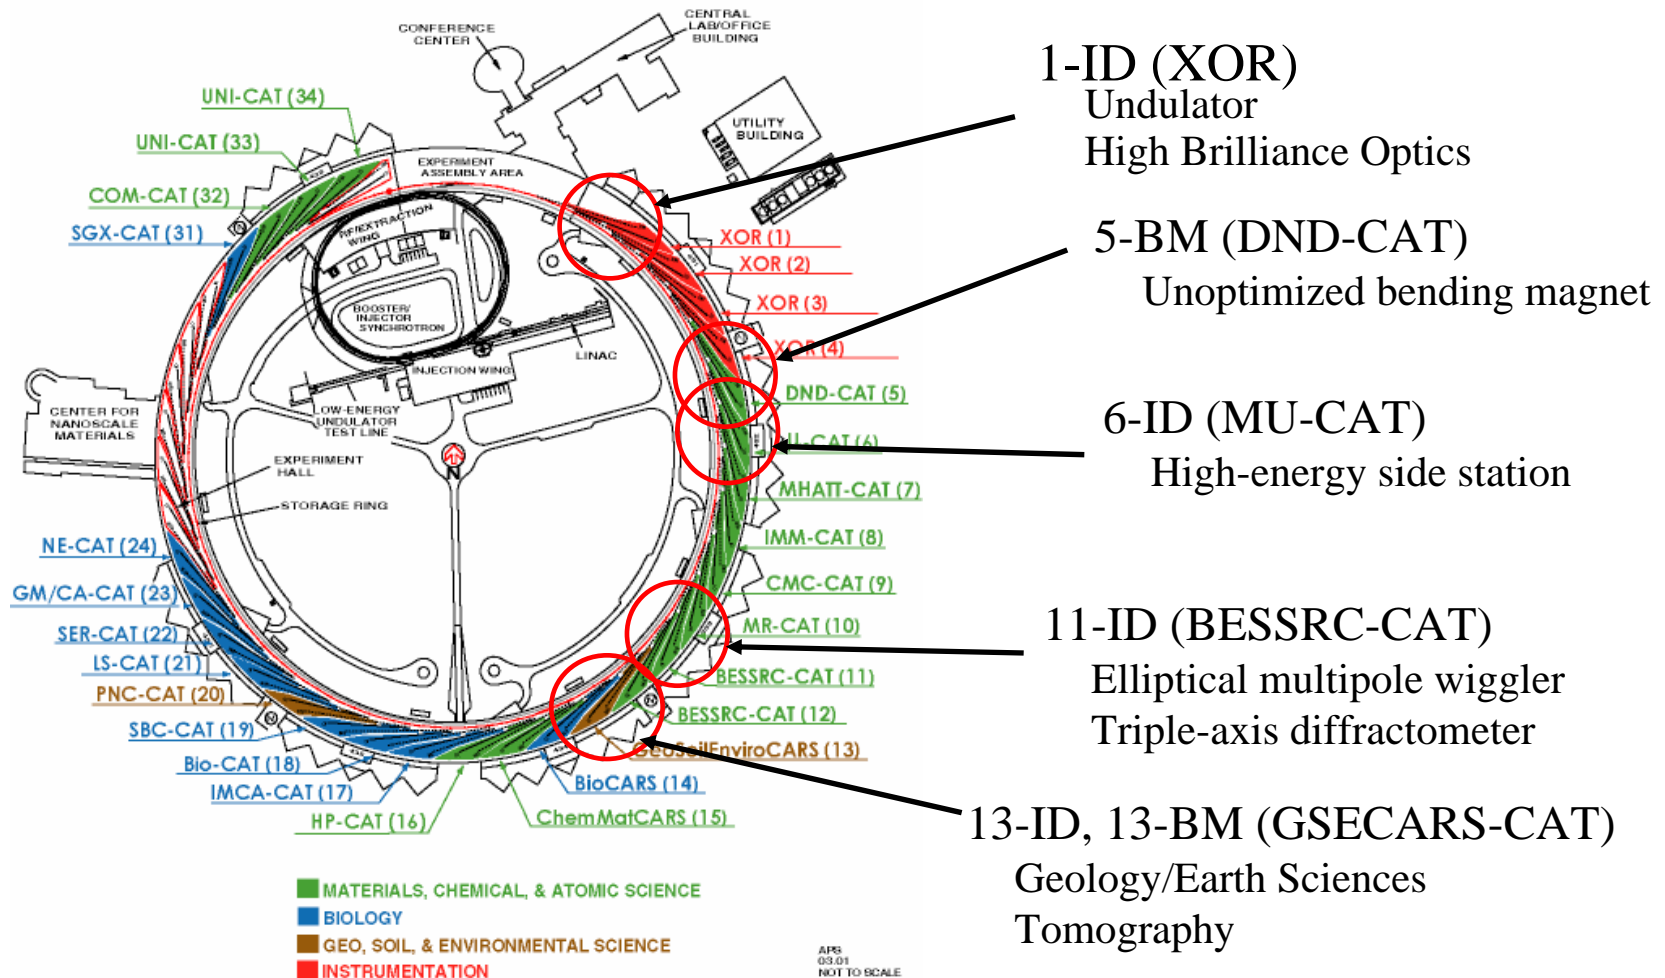 CONFERENCE
CENTER
CENTRAL
LAB/OFFICE
BUILDING
UTILITY
BUILDING
EXPERIMENT
ASSEMBLY AREA
RF/EXTRACTION
WING
BOOSTER/
INJECTOR
SYNCHROTRON
LINAC
INJECTION WING
LOW-ENERGY
UNDULATOR
TEST LINE
CENTER FOR
NANOSCALE
MATERIALS
EXPERIMENT
HALL
STORAGE RING
N
UNI-CAT (34)
UNI-CAT (33)
COM-CAT (32)
SGX-CAT (31)
NE-CAT (24)
GM/CA-CAT (23)
SER-CAT (22)
LS-CAT (21)
PNC-CAT (20)
SBC-CAT (19)
Bio-CAT (18)
IMCA-CAT (17)
HP-CAT (16)
XOR (1)
XOR (2)
XOR (3)
XOR (4)
DND-CAT (5)
U-CAT (6)
MHATT-CAT (7)
IMM-CAT (8)
CMC-CAT (9)
MR-CAT (10)
BESSRC-CAT (11)
BESSRC-CAT (12)
GeoSoilEnviroCARS (13)
BioCARS (14)
ChemMatCARS (15)
1-ID (XOR)
Undulator
High Brilliance Optics
5-BM (DND-CAT)
Unoptimized bending magnet
6-ID (MU-CAT)
High-energy side station
11-ID (BESSRC-CAT)
Elliptical multipole wiggler
Triple-axis diffractometer
13-ID, 13-BM (GSECARS-CAT)
Geology/Earth Sciences
Tomography
MATERIALS, CHEMICAL, & ATOMIC SCIENCE
BIOLOGY
GEO, SOIL, & ENVIRONMENTAL SCIENCE
INSTRUMENTATION
APS
03.01
NOT TO SCALE